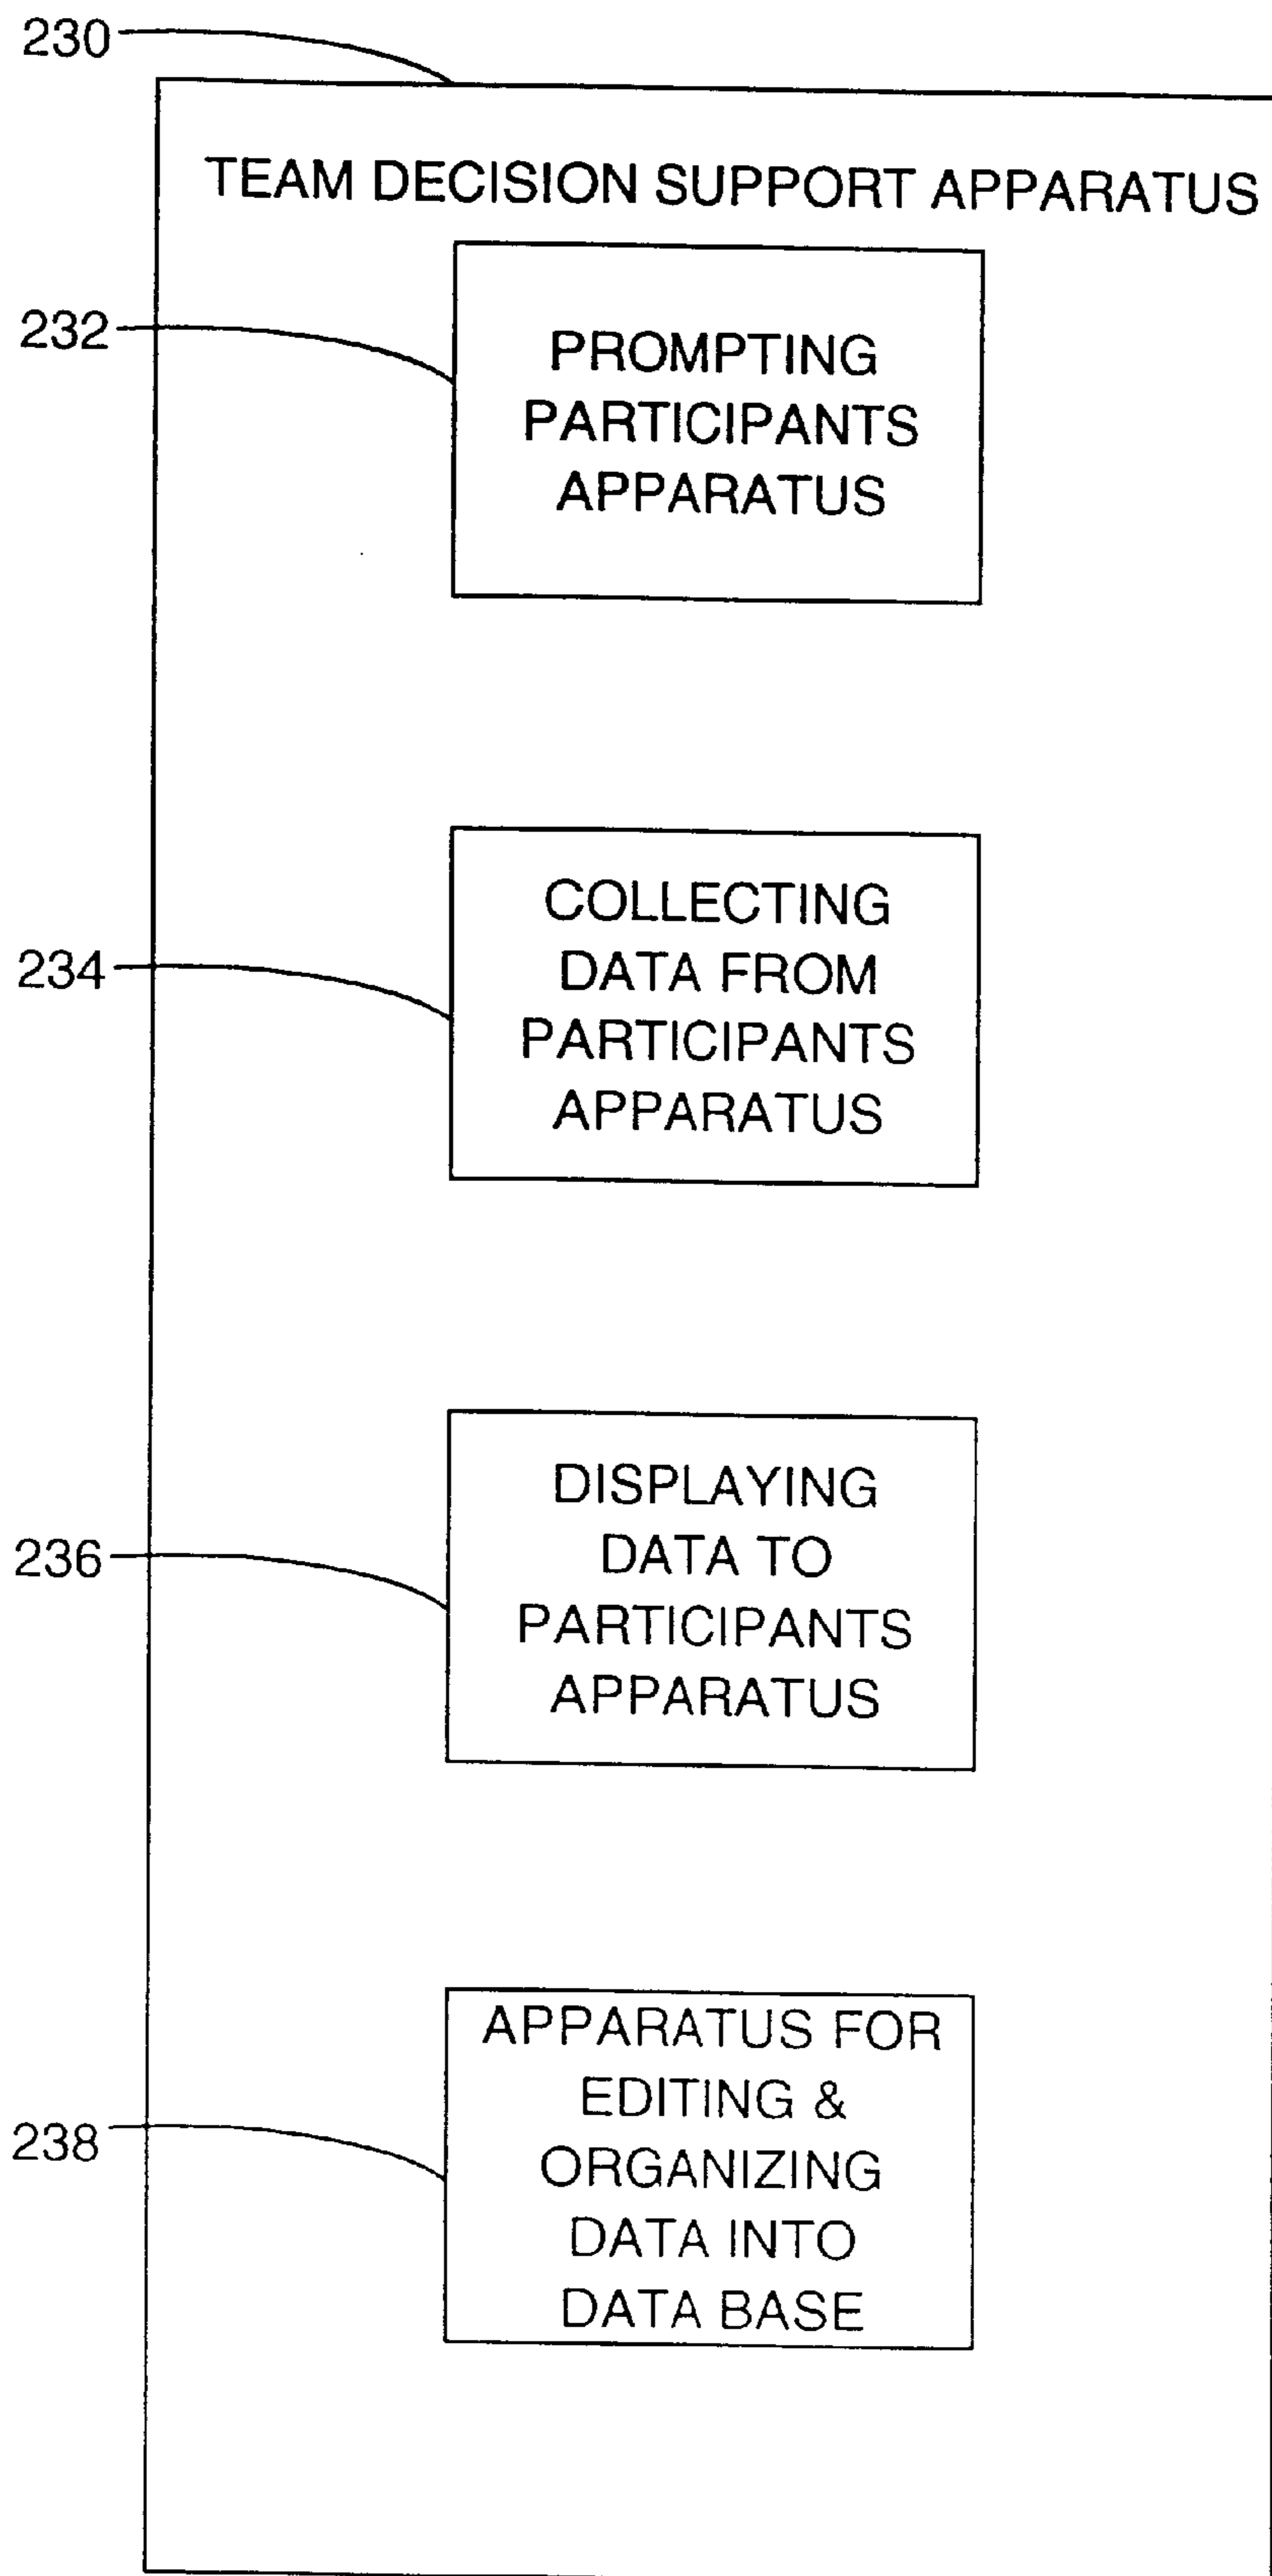 230
TEAM DECISION SUPPORT APPARATUS
232
PROMPTING
PARTICIPANTS
APPARATUS
234
COLLECTING
DATA FROM
PARTICIPANTS
APPARATUS
236
DISPLAYING
DATA TO
PARTICIPANTS
APPARATUS
238
APPARATUS FOR
EDITING &
ORGANIZING
DATA INTO
DATA BASE